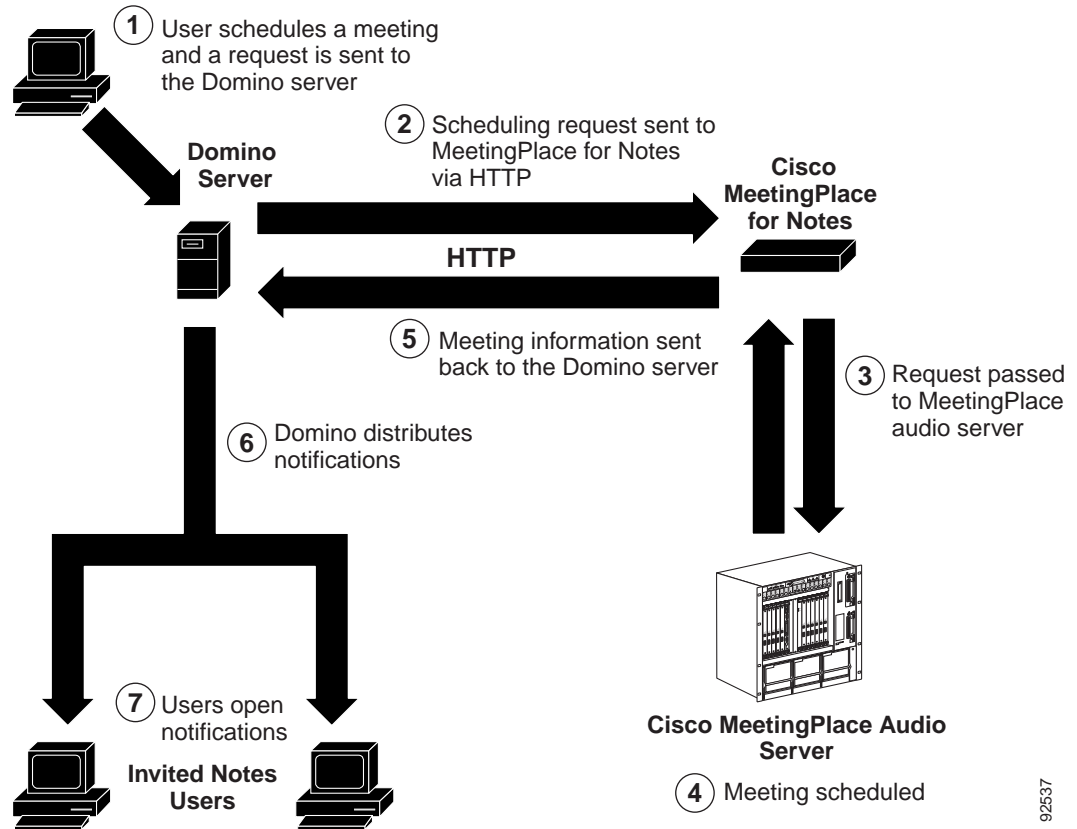 1 User schedules a meeting
and a request is sent to
the Domino server
2 Scheduling request sent to
MeetingPlace for Notes
via HTTP
Domino
Server
Cisco
MeetingPlace
for Notes
HTTP
5 Meeting information sent
back to the Domino server
3 Request passed
to MeetingPlace
audio server
6 Domino distributes
notifications
7 Users open
notifications
Invited Notes
Users
Cisco MeetingPlace Audio
Server
4 Meeting scheduled
92537